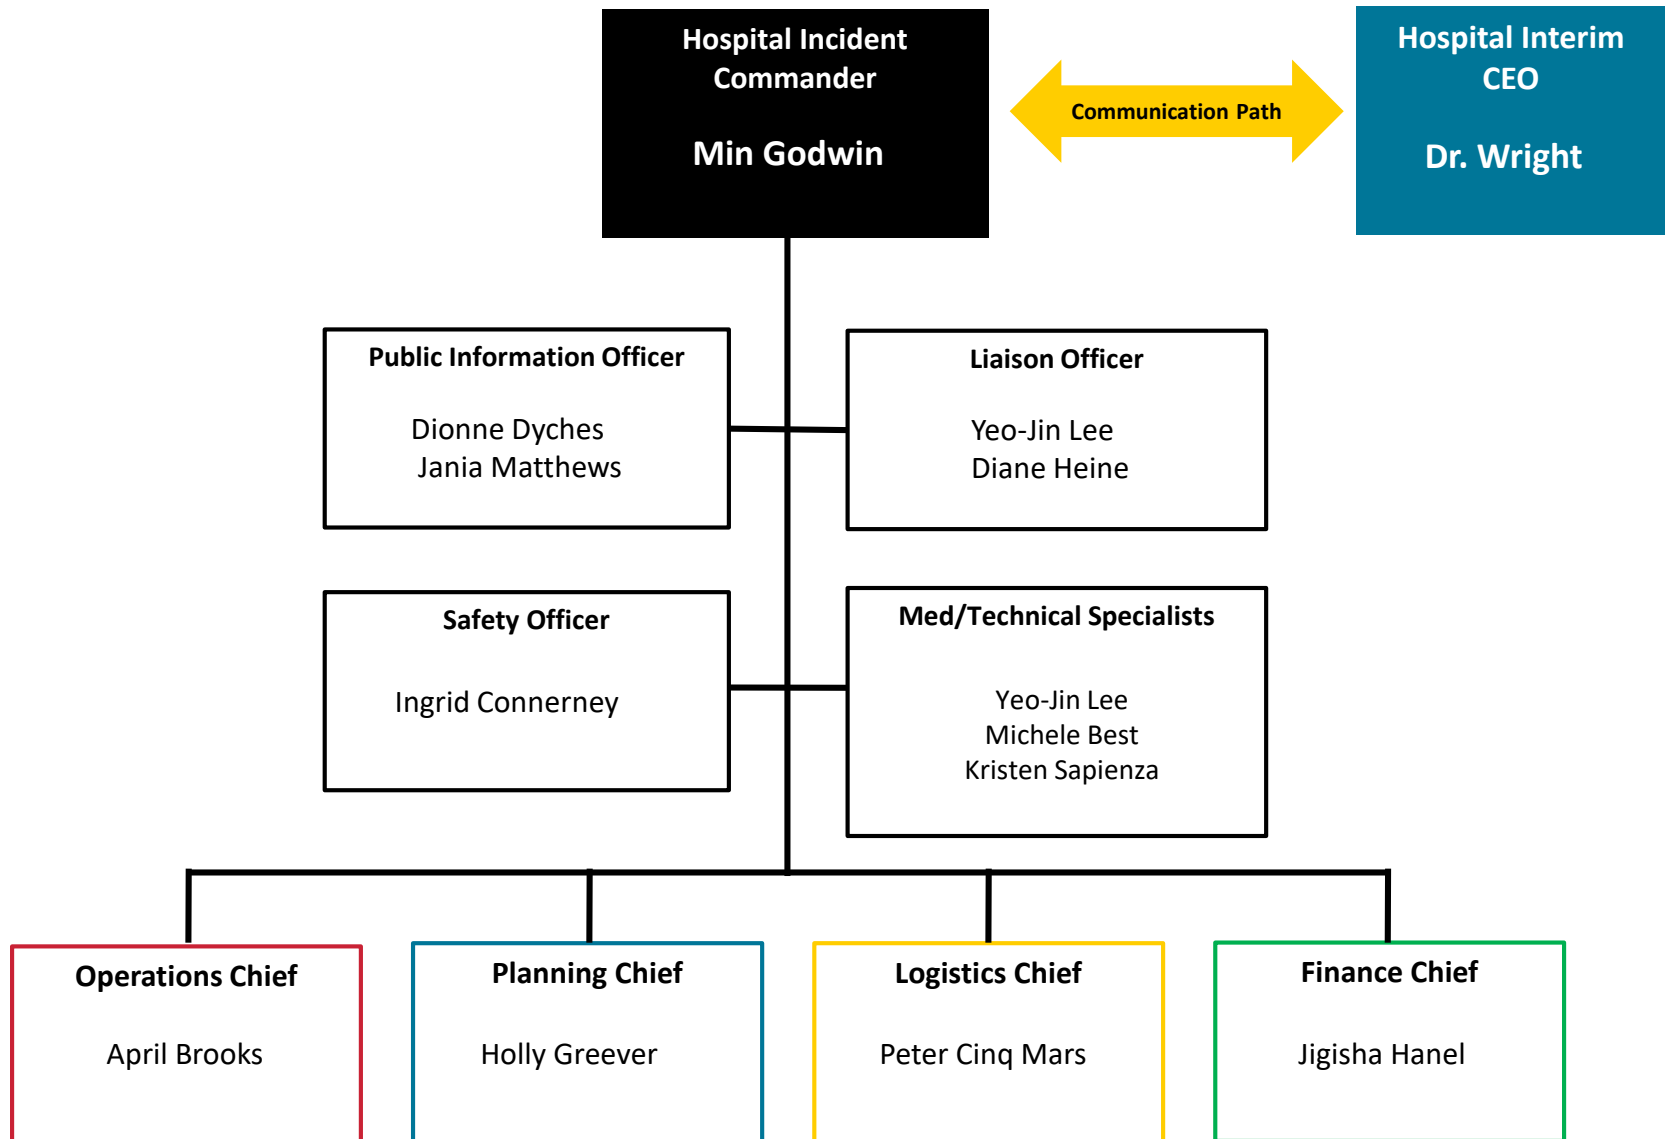 Hospital Incident
Commander
Min Godwin
Communication Path
Hospital Interim
CEO
Dr. Wright
Public Information Officer
Dionne Dyches
Jania Matthews
Liaison Officer
Yeo-Jin Lee
Diane Heine
Safety Officer
Ingrid Connerney
Med/Technical Specialists
Yeo-Jin Lee
Michele Best
Kristen Sapienza
Operations Chief
April Brooks
Planning Chief
Holly Greever
Logistics Chief
Peter Cinq Mars
Finance Chief
Jigisha Hanel